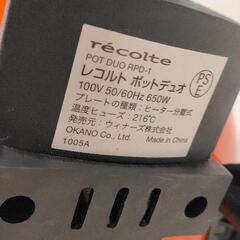 récolte
POT DUO RPD-1
レコルト ポットデュオ
100V 50/60Hz 650W
プレートの種類：ヒーター分離式
温度ヒューズ：216℃
発売元：ウィナーズ株式会社
OKANO Co., Ltd. Made in China
1005A
PS
E